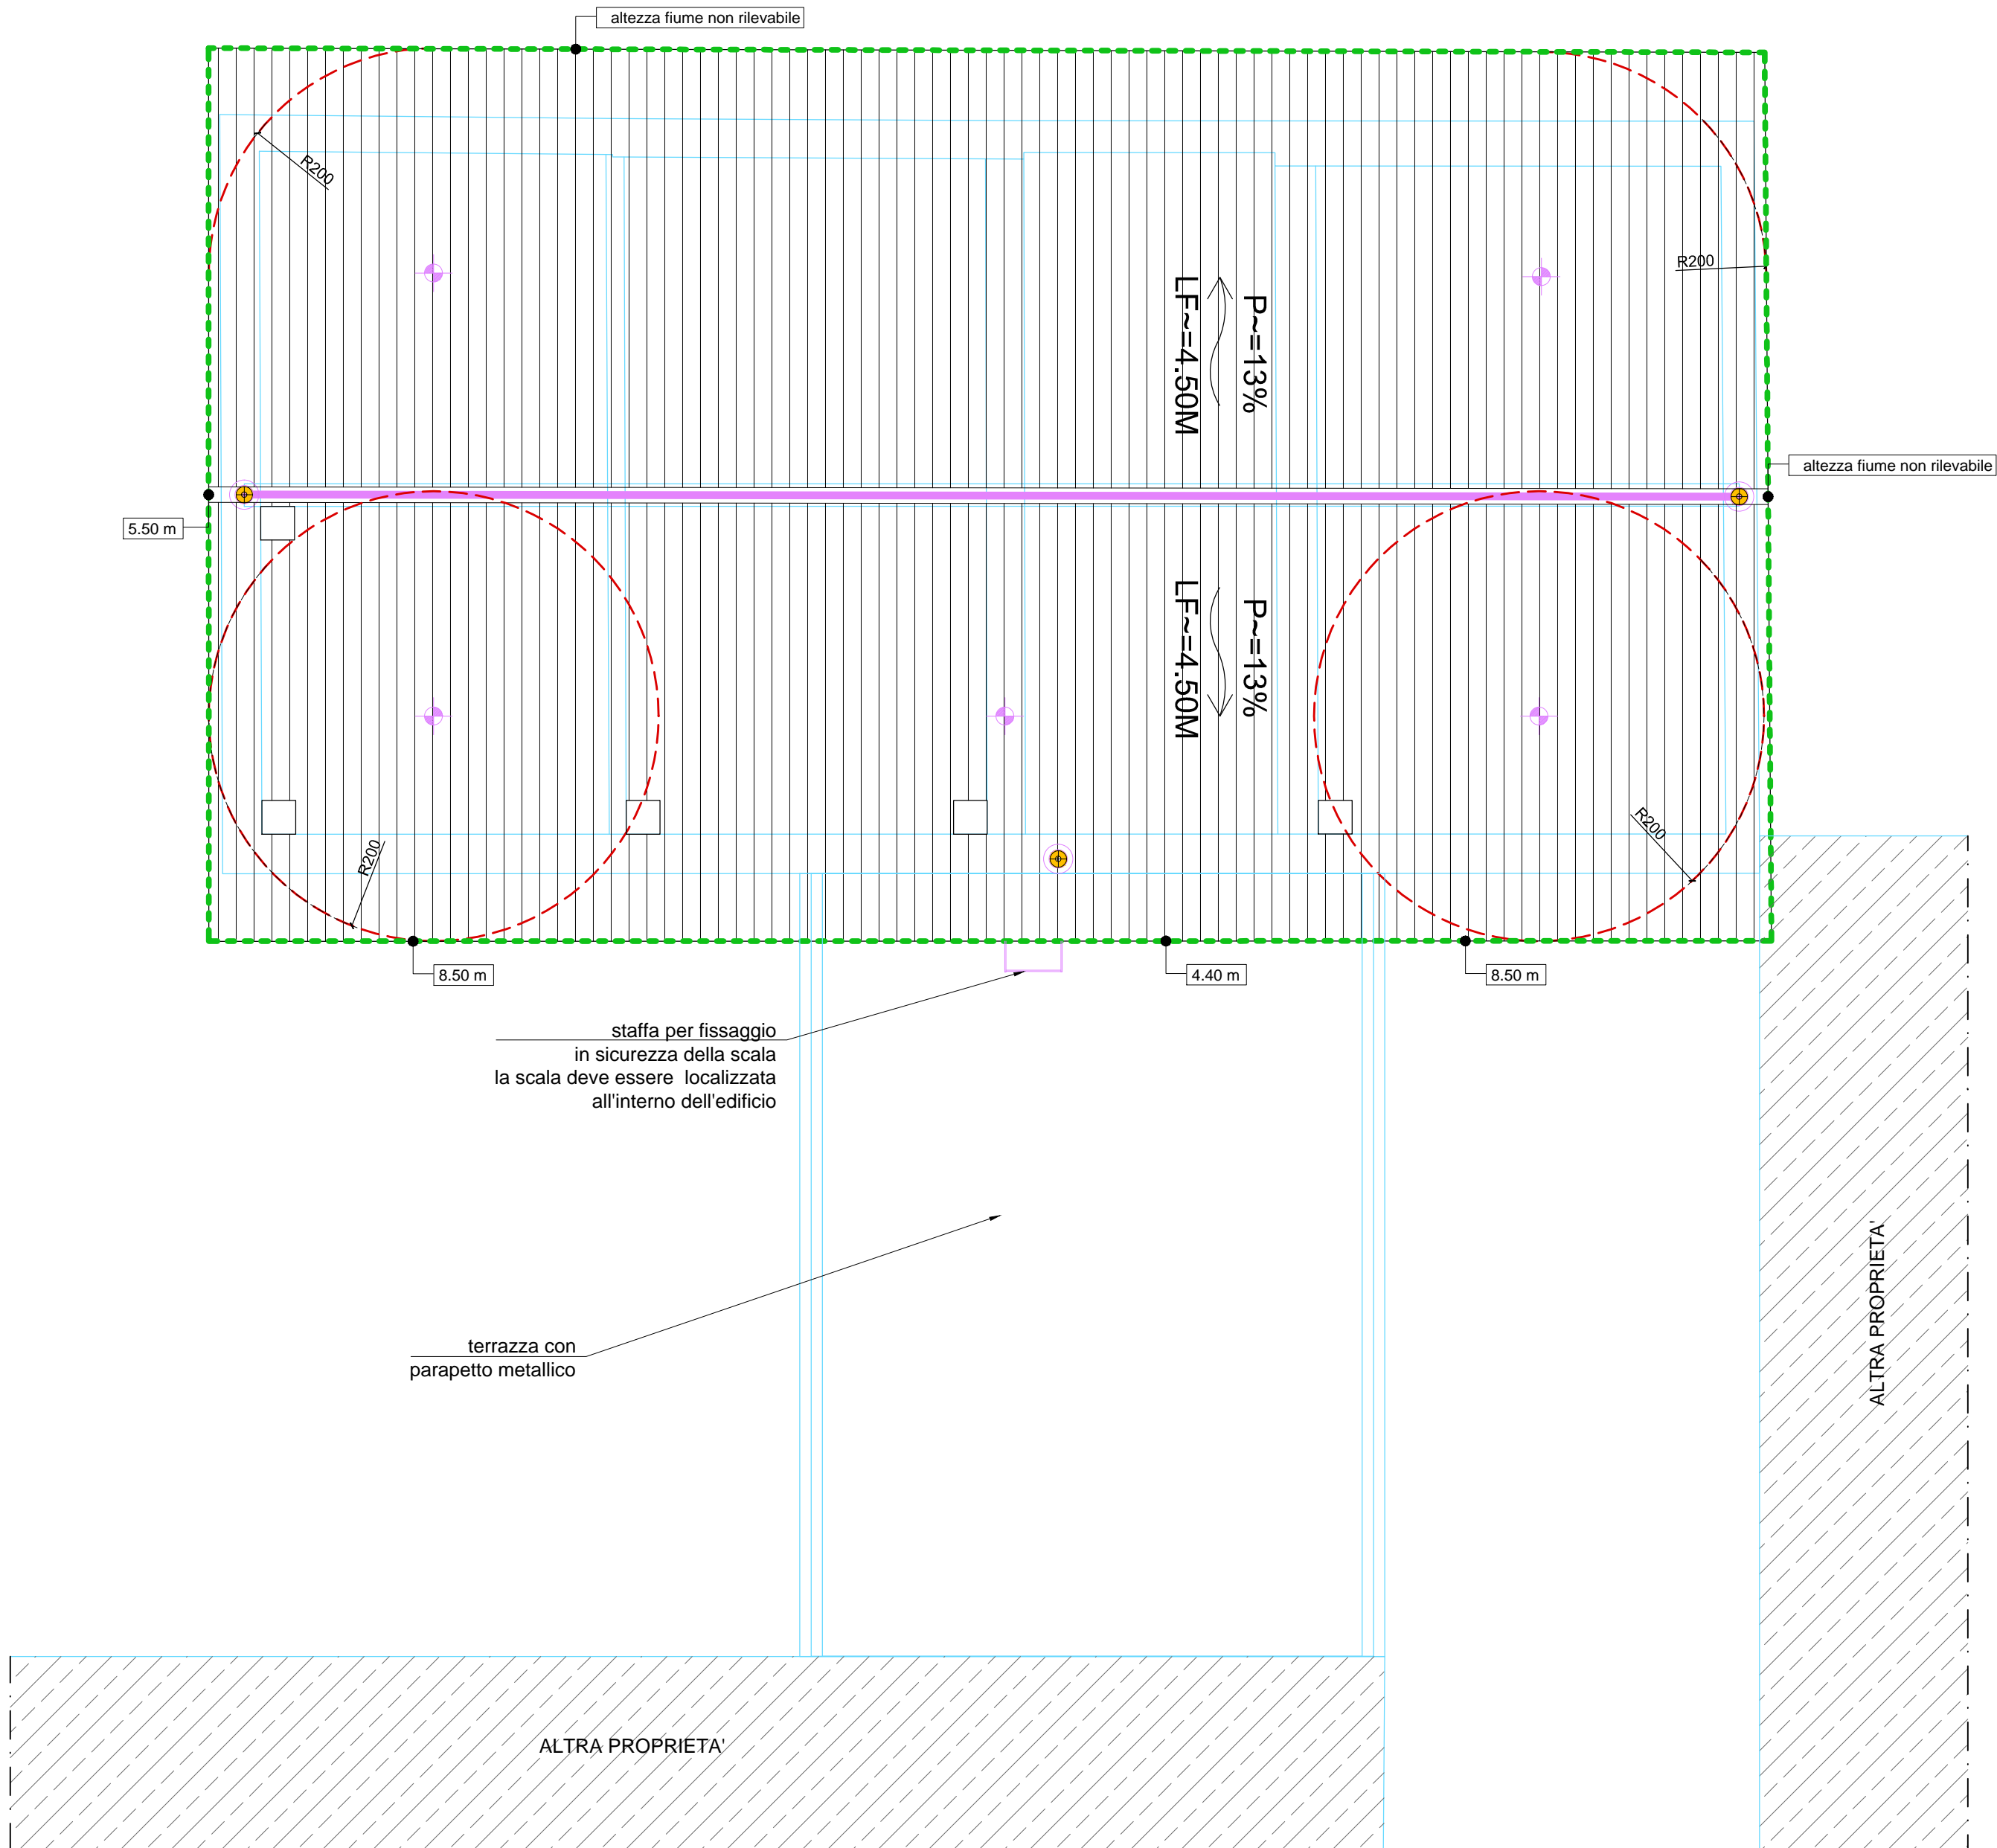 altezza fiume non rilevabile
R200
R200
LF~=4.50M
P~=13%
altezza fiume non rilevabile
5.50 m
LF~=4.50M
P~=13%
R200
R200
8.50 m
4.40 m
8.50 m
staffa per fissaggio
in sicurezza della scala
la scala deve essere localizzata
all'interno dell'edificio
ALTRA PROPRIETA'
terrazza con
parapetto metallico
ALTRA PROPRIETA'